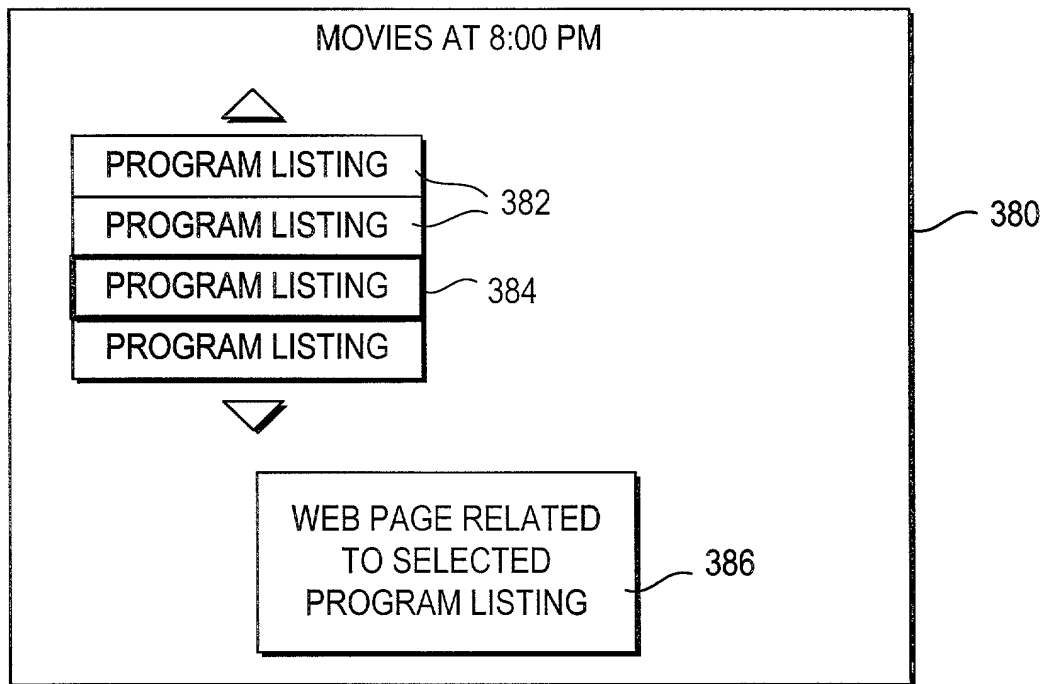 MOVIES AT 8:00 PM
PROGRAM LISTING
382
PROGRAM LISTING
380
PROGRAM LISTING
384
PROGRAM LISTING
WEB PAGE RELATED
TO SELECTED
PROGRAM LISTING
386